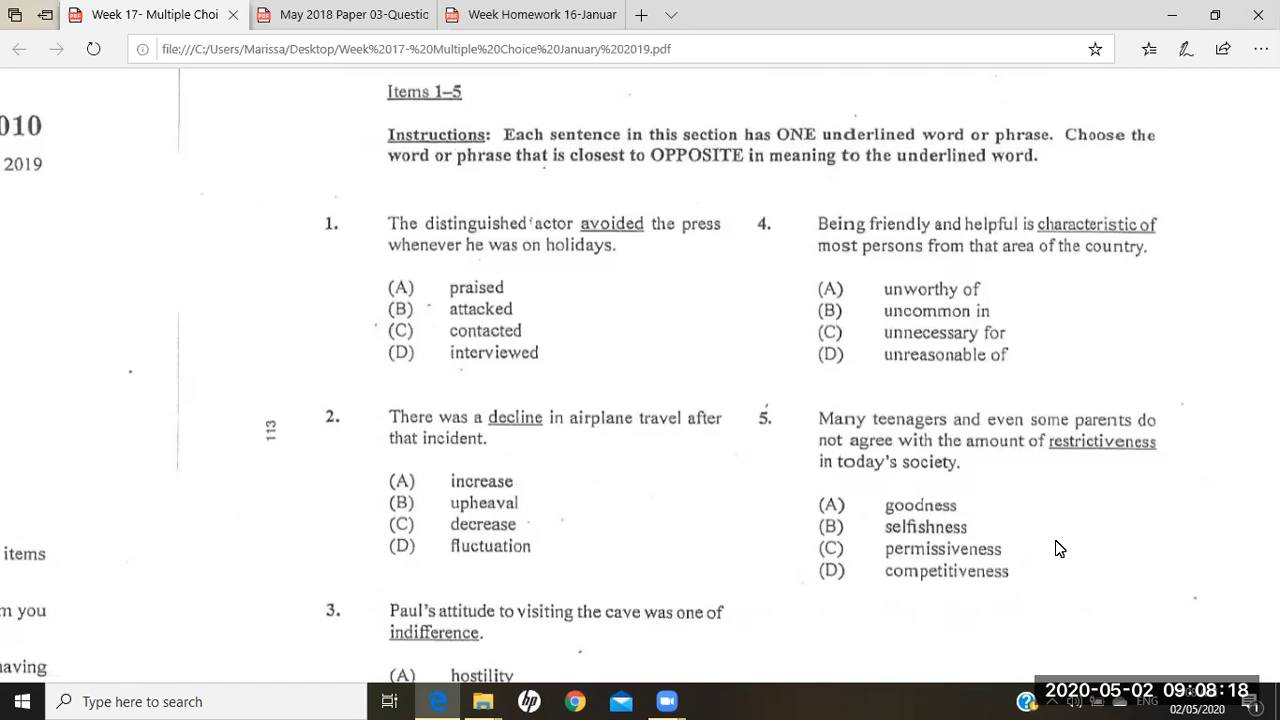 Week 17- Multiple Choi
May 2018 Paper 03-Questio
Week Homework 16-Januar
file:///C:/Users/Marissa/Desktop/Week%2017-%20Multiple%20Choice%20January%202019.pdf
010
2019
113
items
m you
aving
Items 1–5
Instructions: Each sentence in this section has ONE underlined word or phrase. Choose the
word or phrase that is closest to OPPOSITE in meaning to the underlined word.
1. The distinguished actor avoided the press
whenever he was on holidays.
(A) praised
(B) attacked
(C) contacted
(D) interviewed
2. There was a decline in airplane travel after
that incident.
(A) increase
(B) upheaval
(C) decrease
(D) fluctuation
3. Paul's attitude to visiting the cave was one of
indifference.
(A) hostility
4. Being friendly and helpful is characteristic of
most persons from that area of the country.
(A) unworthy of
(B) uncommon in
(C) unnecessary for
(D) unreasonable of
5. Many teenagers and even some parents do
not agree with the amount of restrictiveness
in today's society.
(A) goodness
(B) selfishness
(C) permissiveness
(D) competitiveness
Type here to search
hp
ENG
2020-05-02 09:08:18
02/05/2020